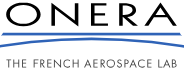 ONERA
THE FRENCH AEROSPACE LAB